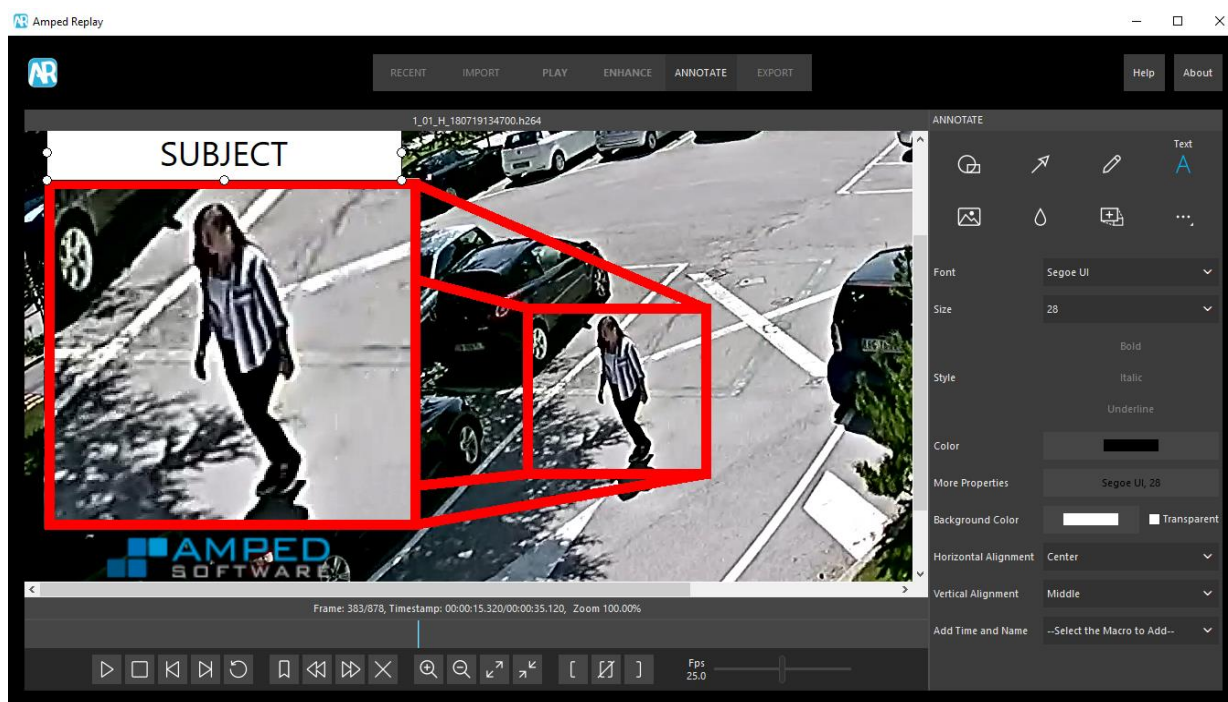 Amped Replay
AR
RECENT IMPORT PLAY ENHANCE ANNOTATE EXPORT
Help About
1_01_H_180719134700.h264
ANNOTATE
SUBJECT
Text
A
Font Segoe UI
Size 28
Bold
Style Italic
Underline
Color
More Properties Segoe UI, 28
Background Color Transparent
Horizontal Alignment Center
Vertical Alignment Middle
Add Time and Name --Select the Macro to Add--
AMPED
SOFTWARE
Frame: 383/878, Timestamp: 00:00:15.320/00:00:35.120, Zoom 100.00%
Fps
25.0